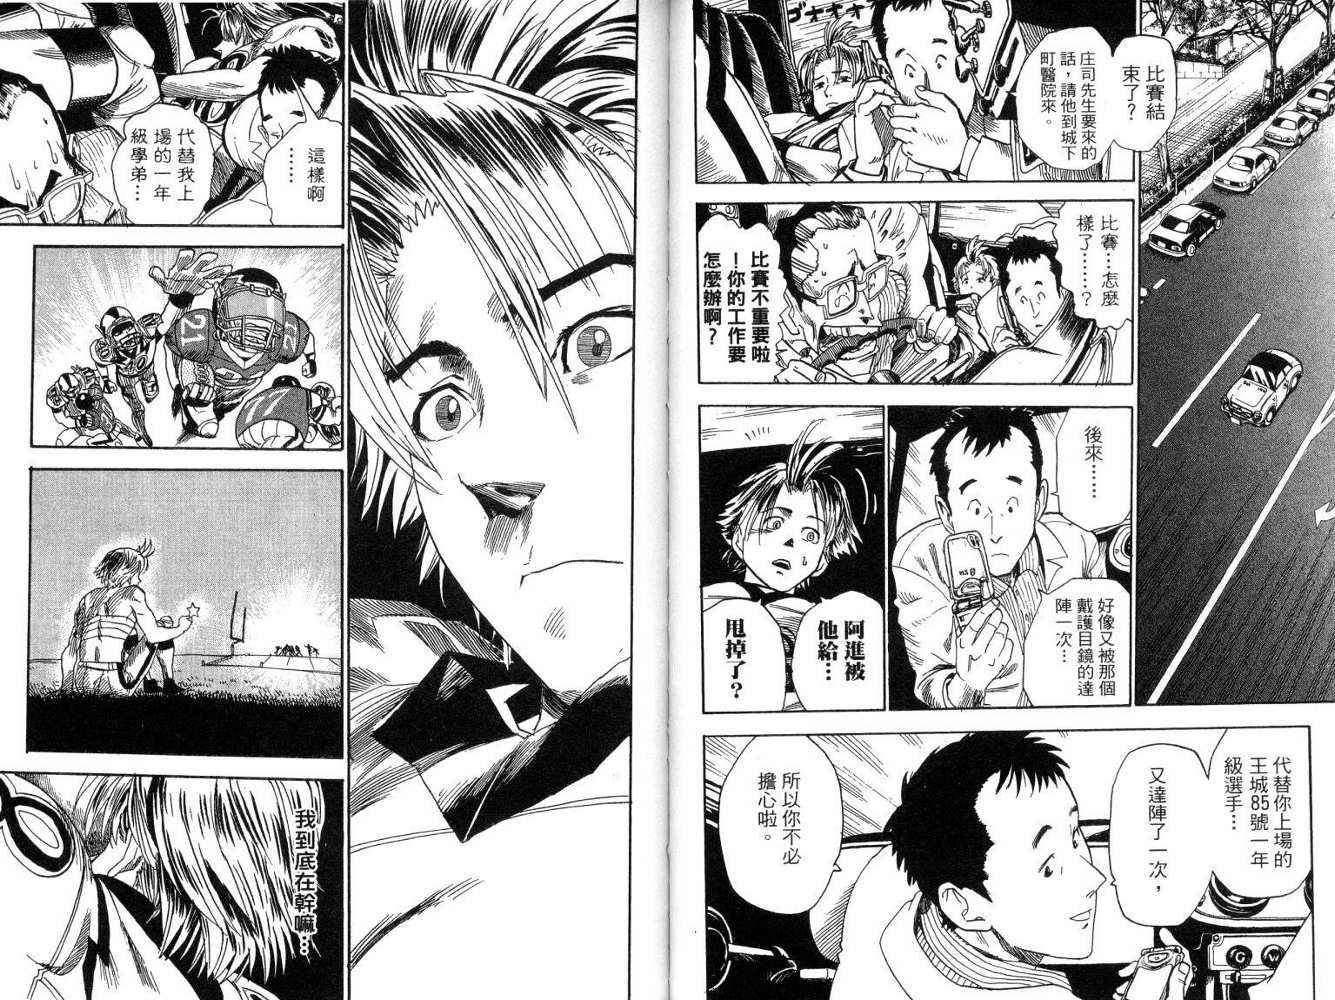 比賽結
束了?
庄司先生要來的
話，請他到城下
町醫院來。
ゴオオオオ
比賽…怎麼
樣了………?
比賽不重要啦
!你的工作要
怎麼辦啊?
後來……
好像又被那個
戴護目鏡的達
陣一次…
阿進被
他給…
甩掉了?
代替你上場的
王城85號一年
級選手…
又達陣了一次，
所以你不必
擔心啦。
G
這樣啊
……
代替我上
場的一年
級學弟…
21
我到底在幹嘛…